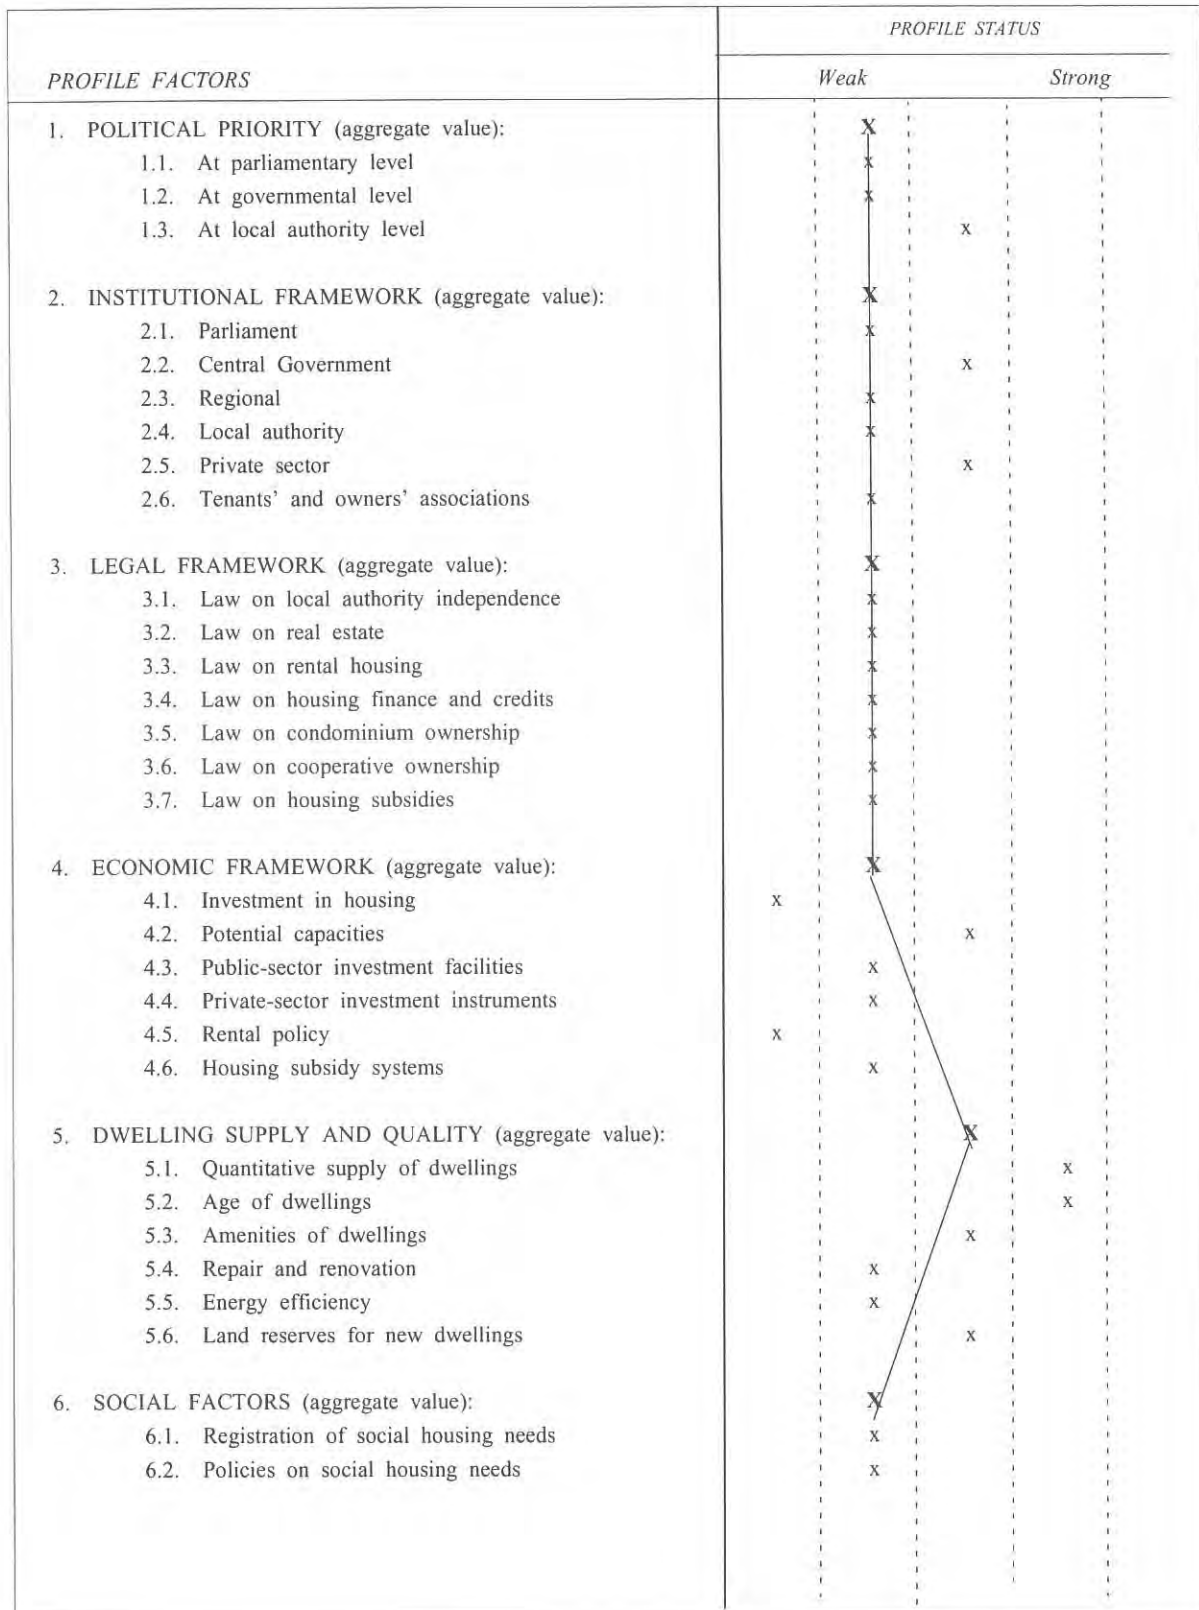 PROFILE STATUS
PROFILE FACTORS Weak Strong
1. POLITICAL PRIORITY (aggregate value): X
1.1. At parliamentary level x
1.2. At governmental level x
1.3. At local authority level x
2. INSTITUTIONAL FRAMEWORK (aggregate value): X
2.1. Parliament x
2.2. Central Government x
2.3. Regional x
2.4. Local authority x
2.5. Private sector x
2.6. Tenants' and owners' associations x
3. LEGAL FRAMEWORK (aggregate value): X
3.1. Law on local authority independence x
3.2. Law on real estate x
3.3. Law on rental housing x
3.4. Law on housing finance and credits x
3.5. Law on condominium ownership x
3.6. Law on cooperative ownership x
3.7. Law on housing subsidies x
4. ECONOMIC FRAMEWORK (aggregate value): X
4.1. Investment in housing x
4.2. Potential capacities x
4.3. Public-sector investment facilities x
4.4. Private-sector investment instruments x
4.5. Rental policy x
4.6. Housing subsidy systems x
5. DWELLING SUPPLY AND QUALITY (aggregate value): X
5.1. Quantitative supply of dwellings x
5.2. Age of dwellings x
5.3. Amenities of dwellings x
5.4. Repair and renovation x
5.5. Energy efficiency x
5.6. Land reserves for new dwellings x
6. SOCIAL FACTORS (aggregate value): X
6.1. Registration of social housing needs x
6.2. Policies on social housing needs x